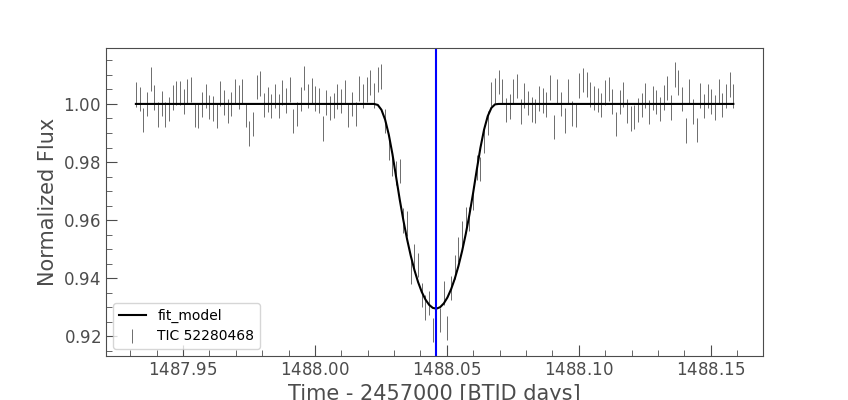 Normalized Flux
1.00
0.98
0.96
0.94
0.92
fit_model
TIC 52280468
1487.95 1488.00 1488.05 1488.10 1488.15
Time - 2457000 [BTJD days]